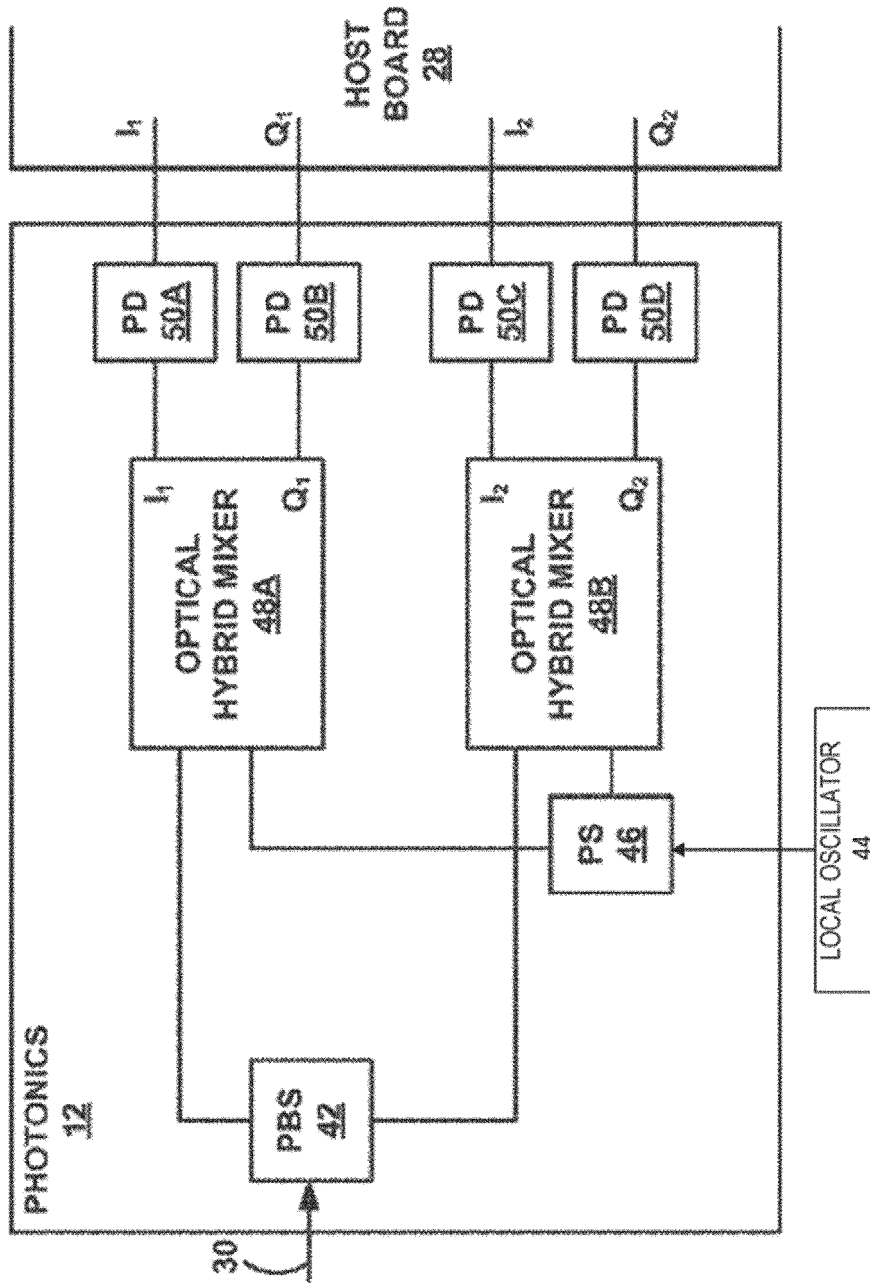 PHOTONICS
12
30
PBS
42
PS
46
LOCAL OSCILLATOR
44
OPTICAL
HYBRID MIXER
48A
I₁
Q₁
OPTICAL
HYBRID MIXER
48B
I₂
Q₂
PD
50A
PD
50B
PD
50C
PD
50D
I₁
Q₁
I₂
Q₂
HOST
BOARD
28